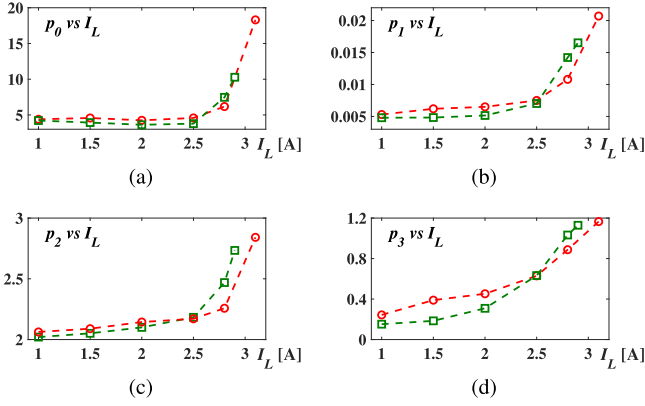 p0 vs IL
20
10
5
1 1.5 2 2.5 3 IL [A]
(a)
p1 vs IL
0.02
0.015
0.01
0.005
1 1.5 2 2.5 3 IL [A]
(b)
p2 vs IL
3
2.5
2
1 1.5 2 2.5 3 IL [A]
(c)
p3 vs IL
1.2
0.8
0.4
0
1 1.5 2 2.5 3 IL [A]
(d)